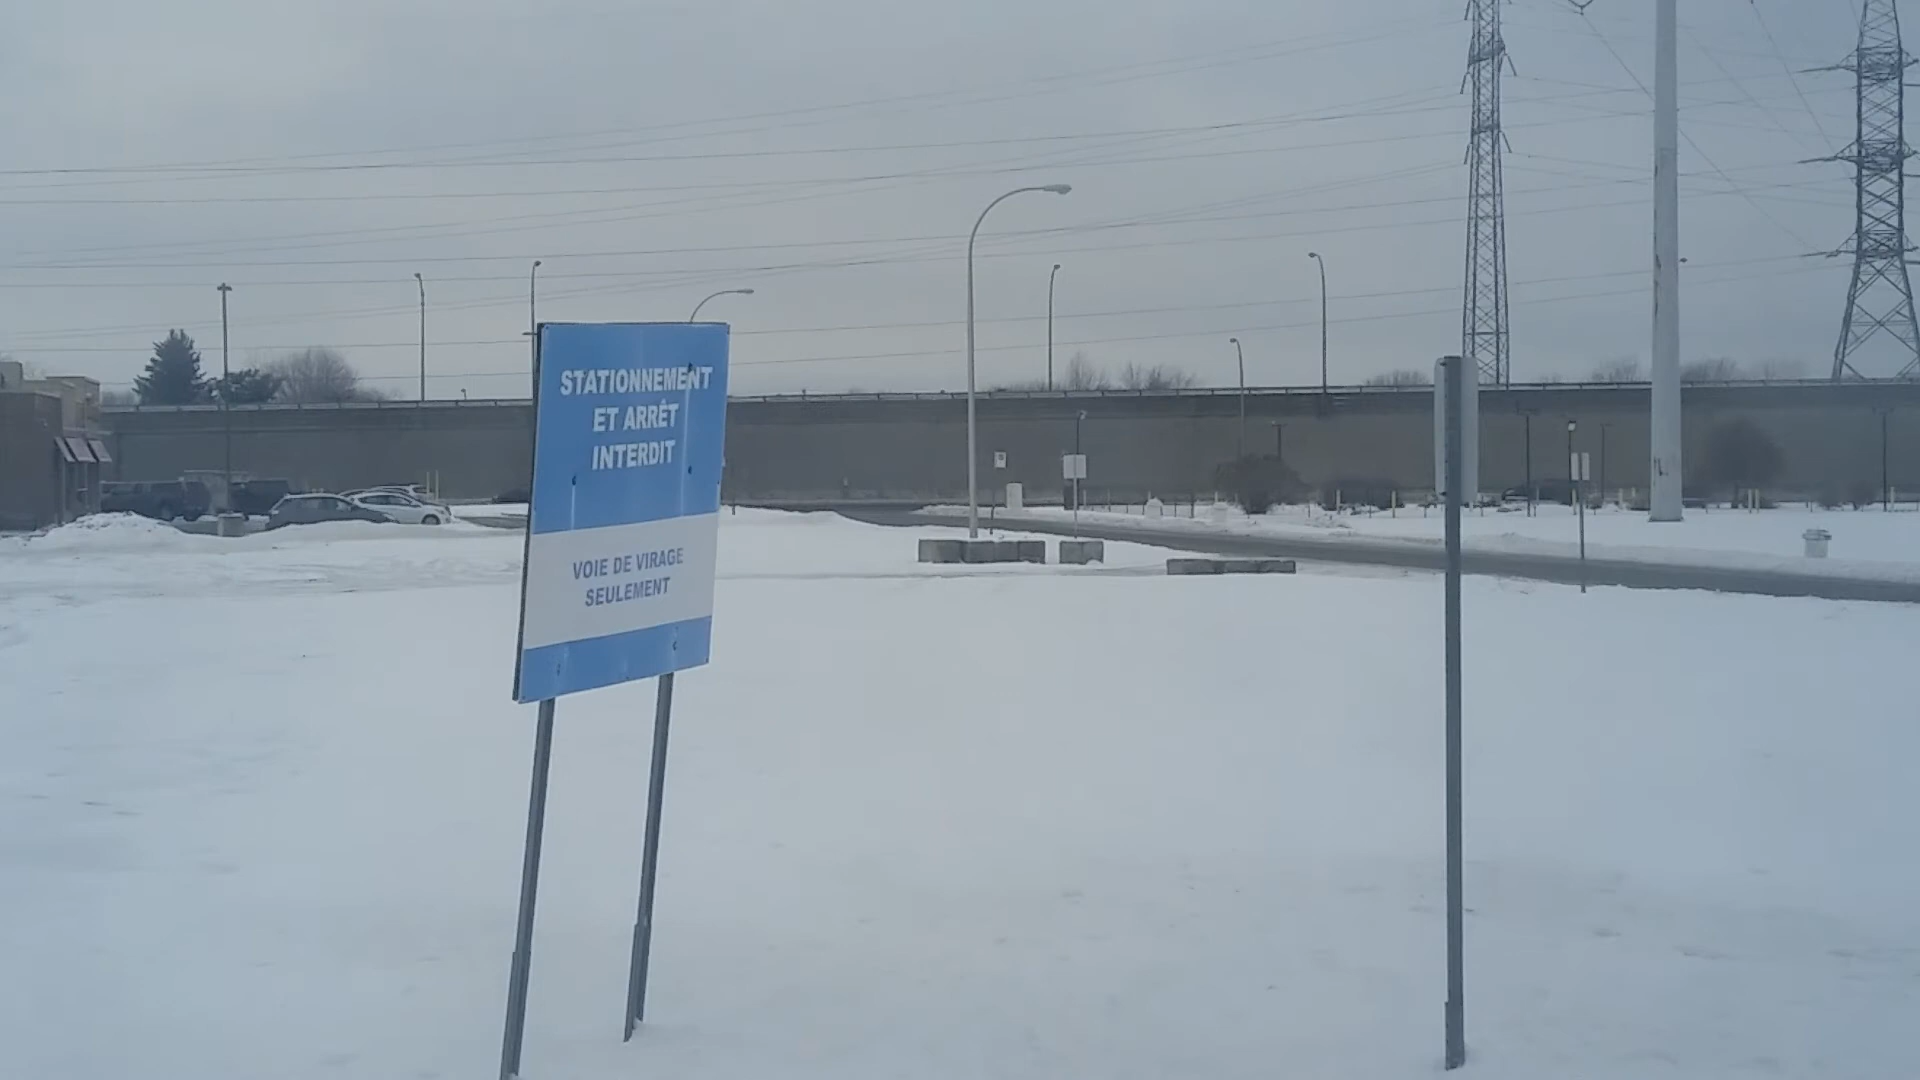 STATIONNEMENT
ET ARRÊT
INTERDIT
VOIE DE VIRAGE
SEULEMENT